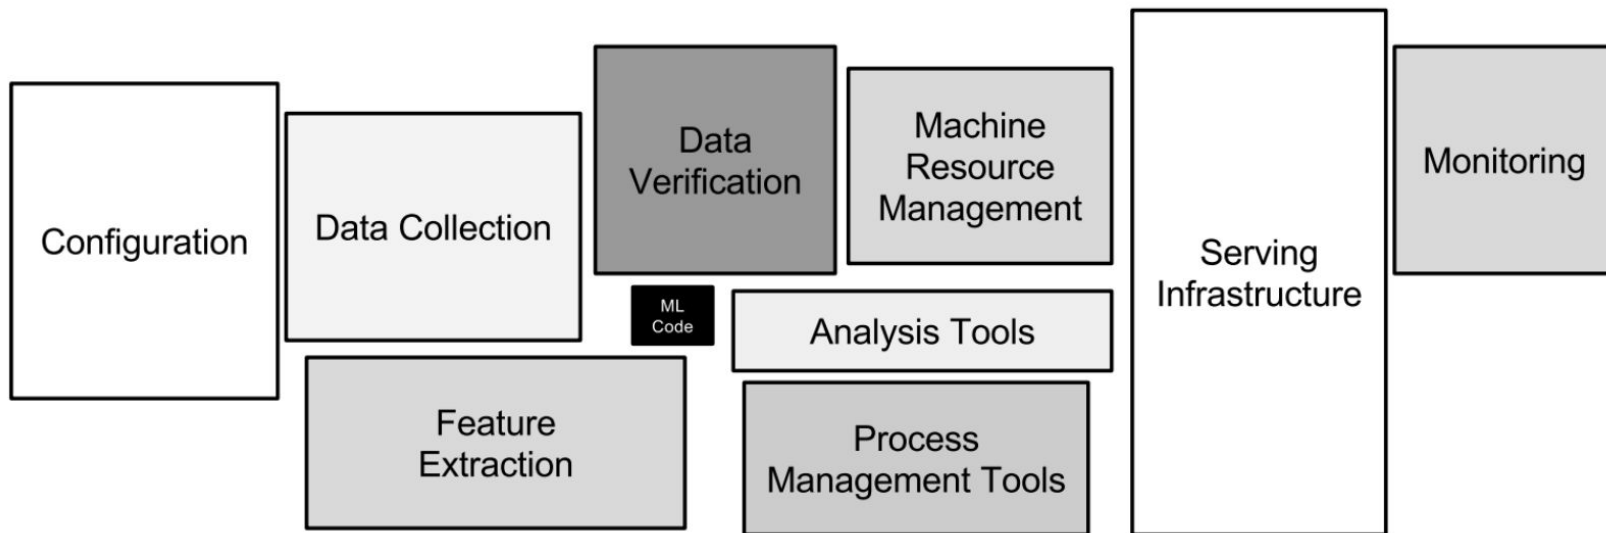 Configuration
Data Collection
Feature
Extraction
Data
Verification
ML
Code
Machine
Resource
Management
Analysis Tools
Process
Management Tools
Serving
Infrastructure
Monitoring